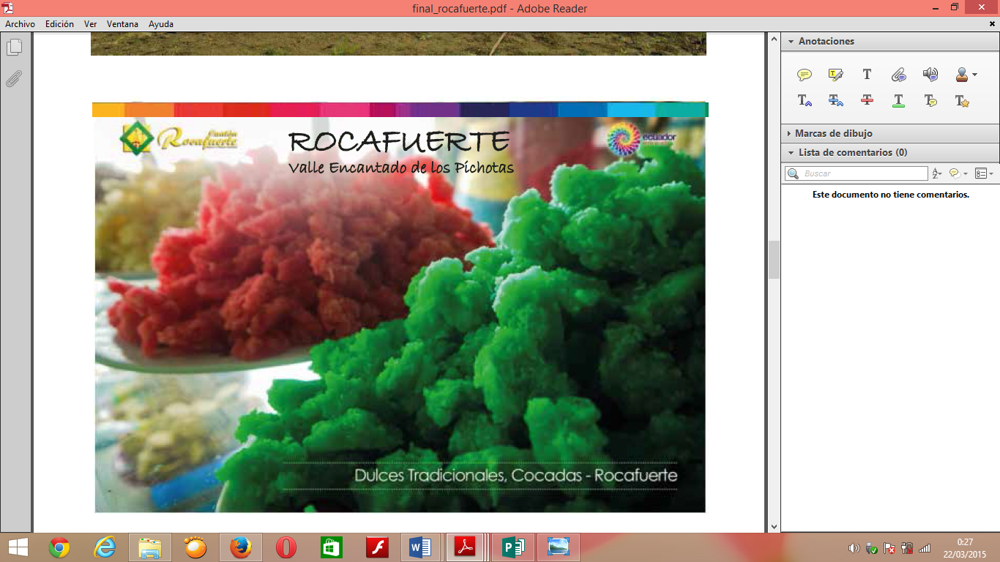 final_rocafuerte.pdf - Adobe Reader
Archivo Edición Ver Ventana Ayuda
Anotaciones
Marcas de dibujo
Lista de comentarios (0)
Buscar
Este documento no tiene comentarios.
Cantón
Rocafuerte
ROCAFUERTE
Valle Encantado de los Pichotas
ecuador
Dulces Tradicionales, Cocadas - Rocafuerte
0:27
22/03/2015